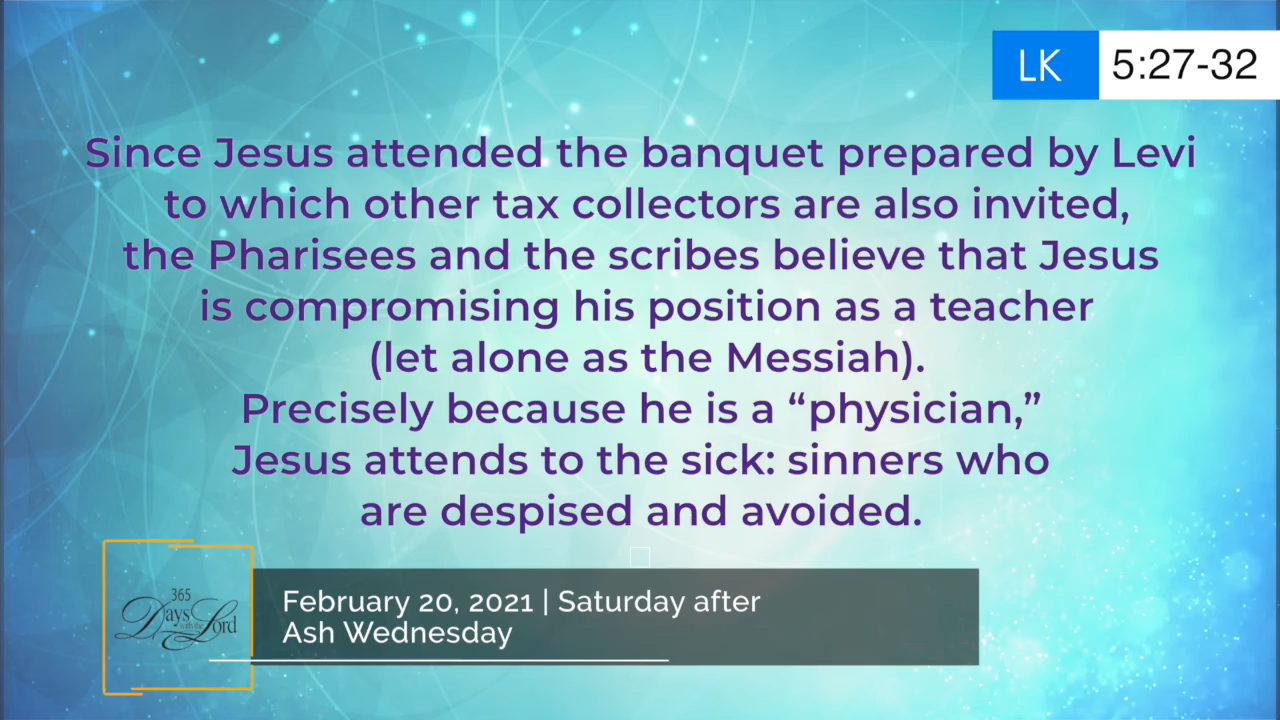 LK 5:27-32
Since Jesus attended the banquet prepared by Levi
to which other tax collectors are also invited,
the Pharisees and the scribes believe that Jesus
is compromising his position as a teacher
(let alone as the Messiah).
Precisely because he is a “physician,”
Jesus attends to the sick: sinners who
are despised and avoided.
365
Days with the Lord
February 20, 2021 | Saturday after
Ash Wednesday